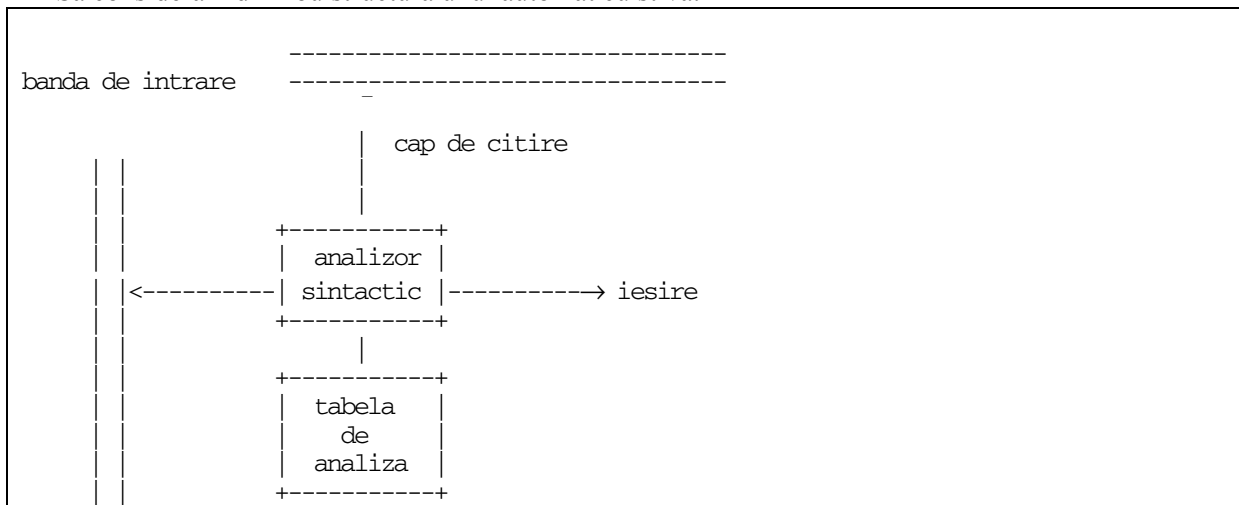 banda de intrare
cap de citire
analizor
sintactic
iesire
tabela
de
analiza